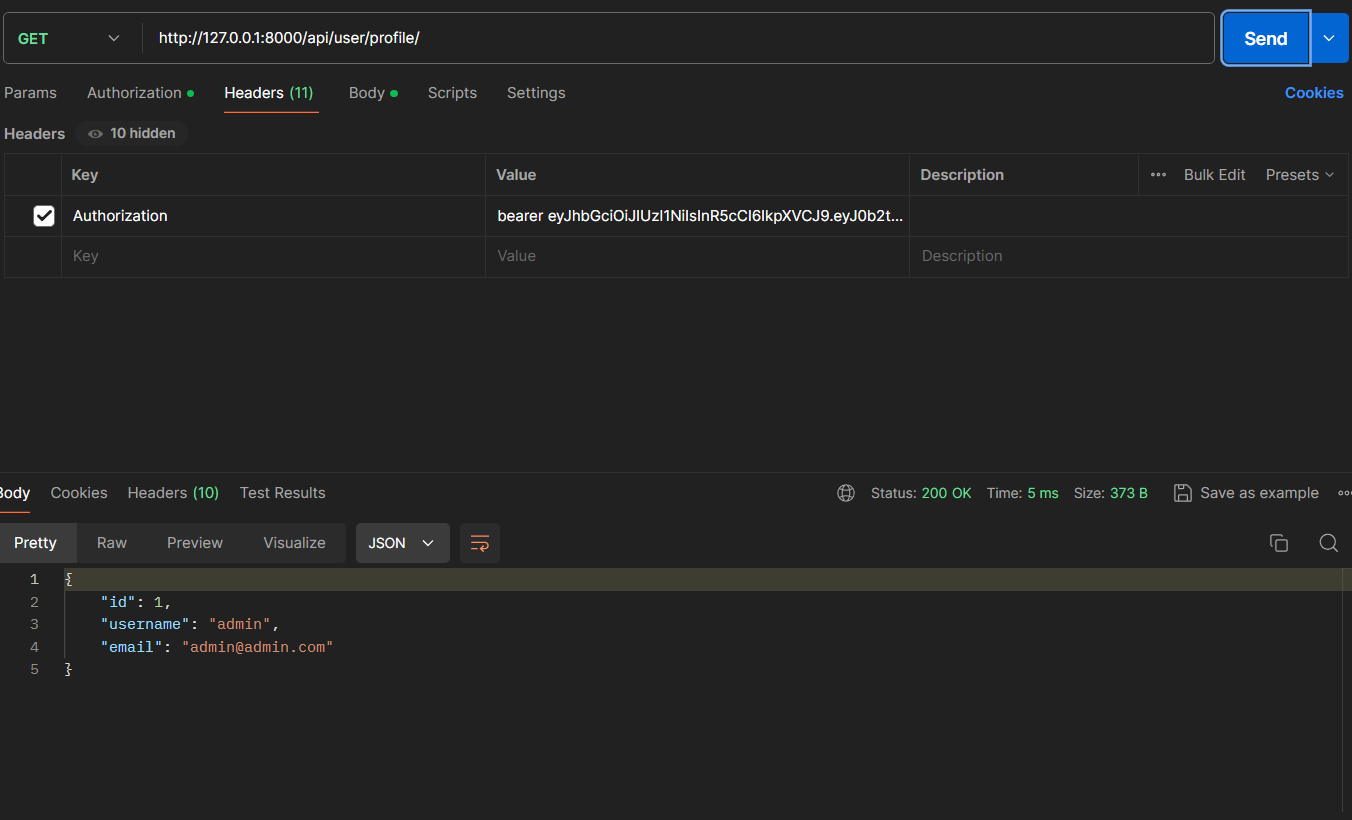 GET http://127.0.0.1:8000/api/user/profile/ Send
Params Authorization Headers (11) Body Scripts Settings Cookies
Headers 10 hidden
Key Value Description ••• Bulk Edit Presets
Authorization bearer eyJhbGciOiJIUzI1NiIsInR5cCI6IkpXVCJ9.eyJ0b2t...
Key Value Description
Body Cookies Headers (10) Test Results Status: 200 OK Time: 5 ms Size: 373 B Save as example
Pretty Raw Preview Visualize JSON
1 {
2 "id": 1,
3 "username": "admin",
4 "email": "admin@admin.com"
5 }